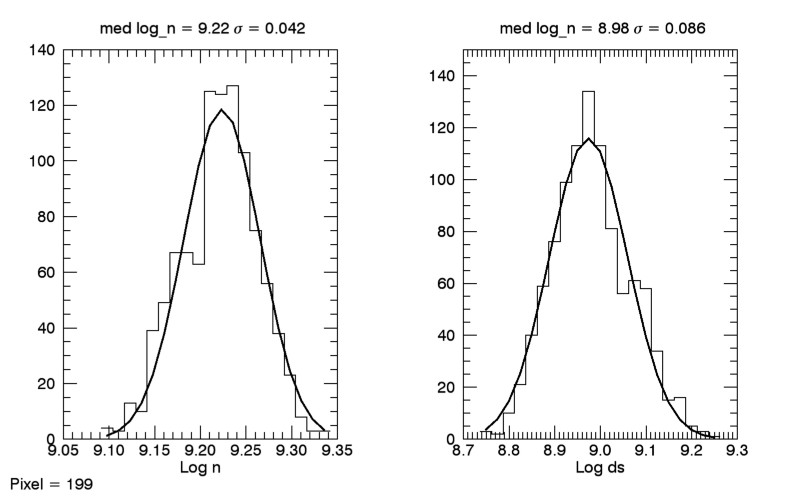 med log_n = 9.22 σ = 0.042
140
120
100
80
60
40
20
0
9.05 9.10 9.15 9.20 9.25 9.30 9.35
Log n
med log_n = 8.98 σ = 0.086
140
120
100
80
60
40
20
0
8.7 8.8 8.9 9.0 9.1 9.2 9.3
Log ds
Pixel = 199